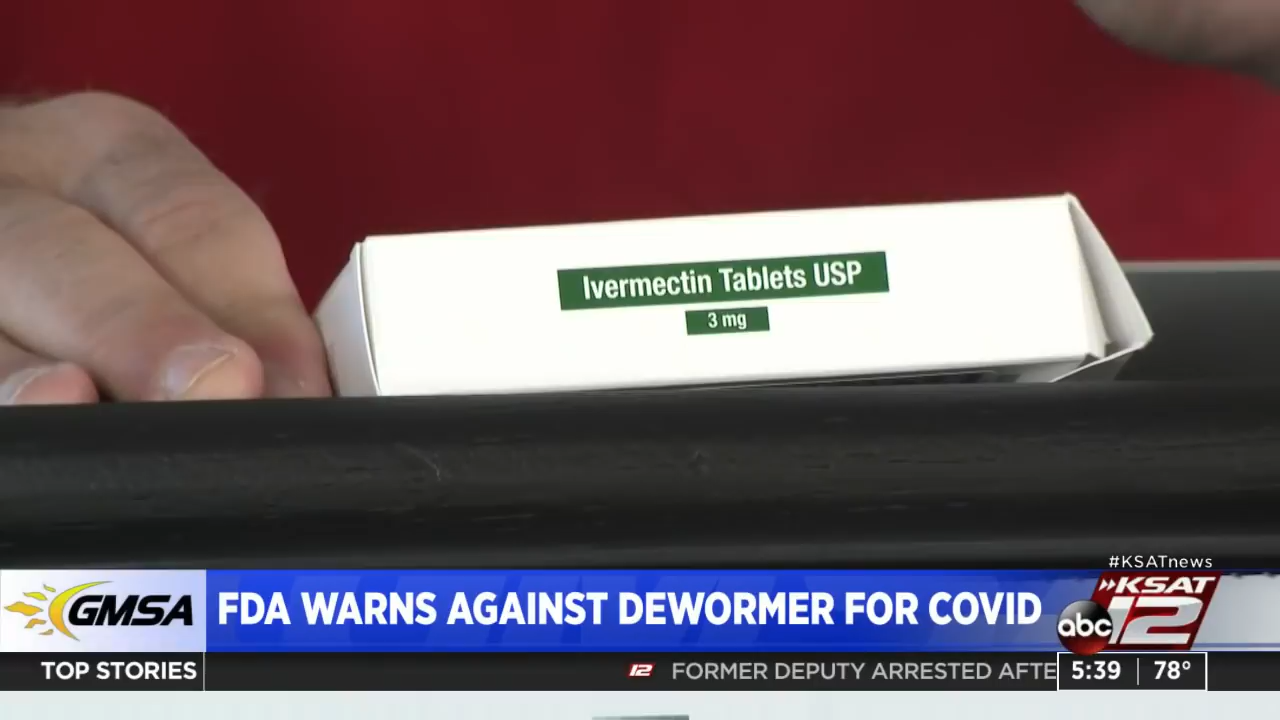 Ivermectin Tablets USP
3 mg
#KSATnews
GMSA
FDA WARNS AGAINST DEWORMER FOR COVID
abc
KSAT
12
TOP STORIES
12 FORMER DEPUTY ARRESTED AFTE
5:39 78°